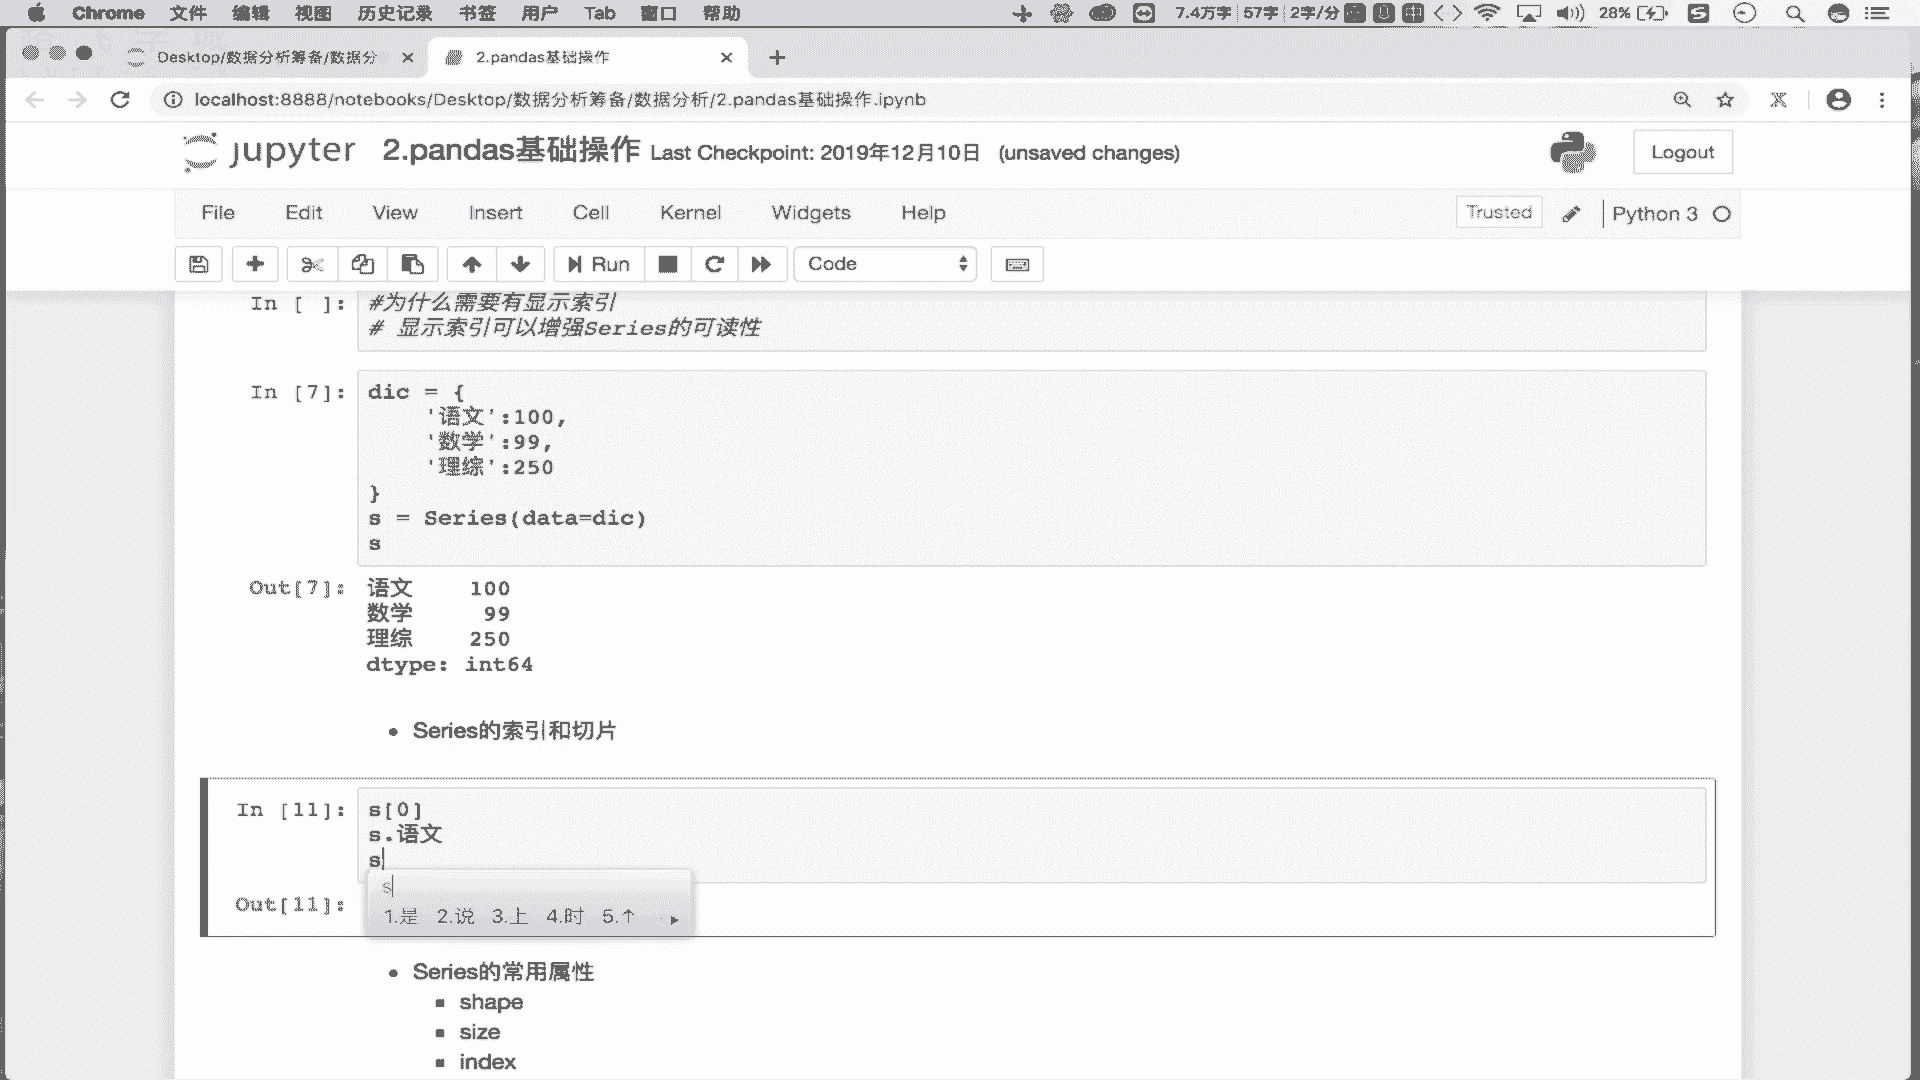 Chrome 文件 编辑 视图 历史记录 书签 用户 Tab 窗口 帮助 7.4万字 57字 2字/分 28%
Desktop/数据分析筹备/数据分 2.pandas基础操作
localhost:8888/notebooks/Desktop/数据分析筹备/数据分析/2.pandas基础操作.ipynb
jupyter 2.pandas基础操作 Last Checkpoint: 2019年12月10日 (unsaved changes) Logout
File Edit View Insert Cell Kernel Widgets Help Trusted Python 3
Run Code
In [ ]: #为什么需要有显示索引
# 显示索引可以增强Series的可读性
In [7]: dic = {
'语文':100,
'数学':99,
'理综':250
}
s = Series(data=dic)
s
Out[7]: 语文 100
数学 99
理综 250
dtype: int64
Series的索引和切片
In [11]: s[0]
s.语文
s
s
Out[11]: 1.是 2.说 3.上 4.时 5.个
Series的常用属性
shape
size
index